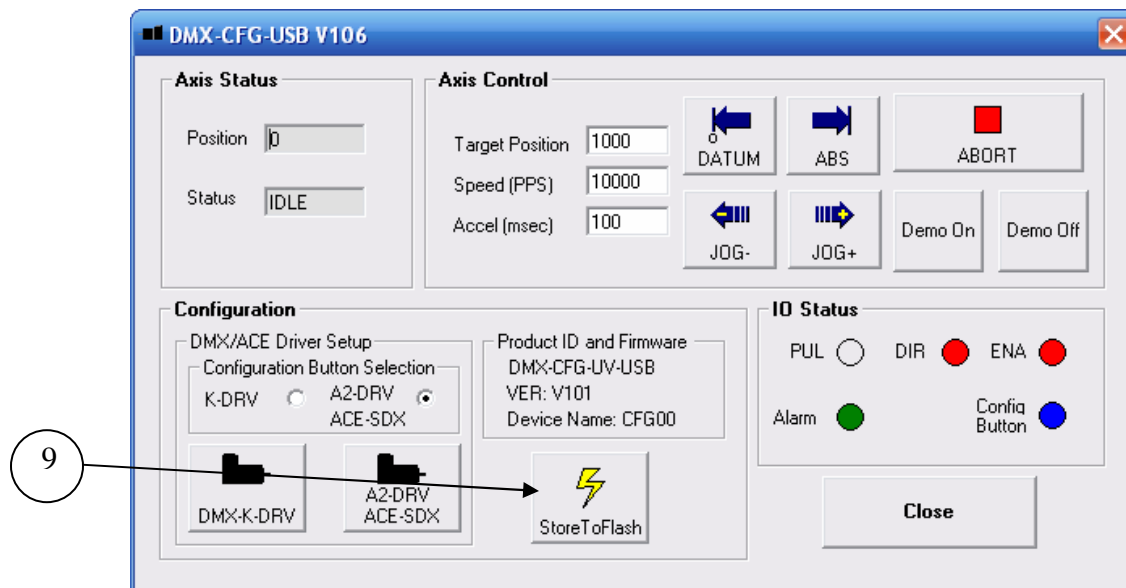 DMX-CFG-USB V106
Axis Status
Position 0
Status IDLE
Axis Control
Target Position 1000
Speed (PPS) 10000
Accel (msec) 100
DATUM
ABS
ABORT
JOG-
JOG+
Demo On
Demo Off
Configuration
DMX/ACE Driver Setup
Configuration Button Selection
K-DRV
A2-DRV
ACE-SDX
DMX-K-DRV
A2-DRV
ACE-SDX
Product ID and Firmware
DMX-CFG-UV-USB
VER: V101
Device Name: CFG00
StoreToFlash
IO Status
PUL
DIR
ENA
Alarm
Config
Button
Close
9